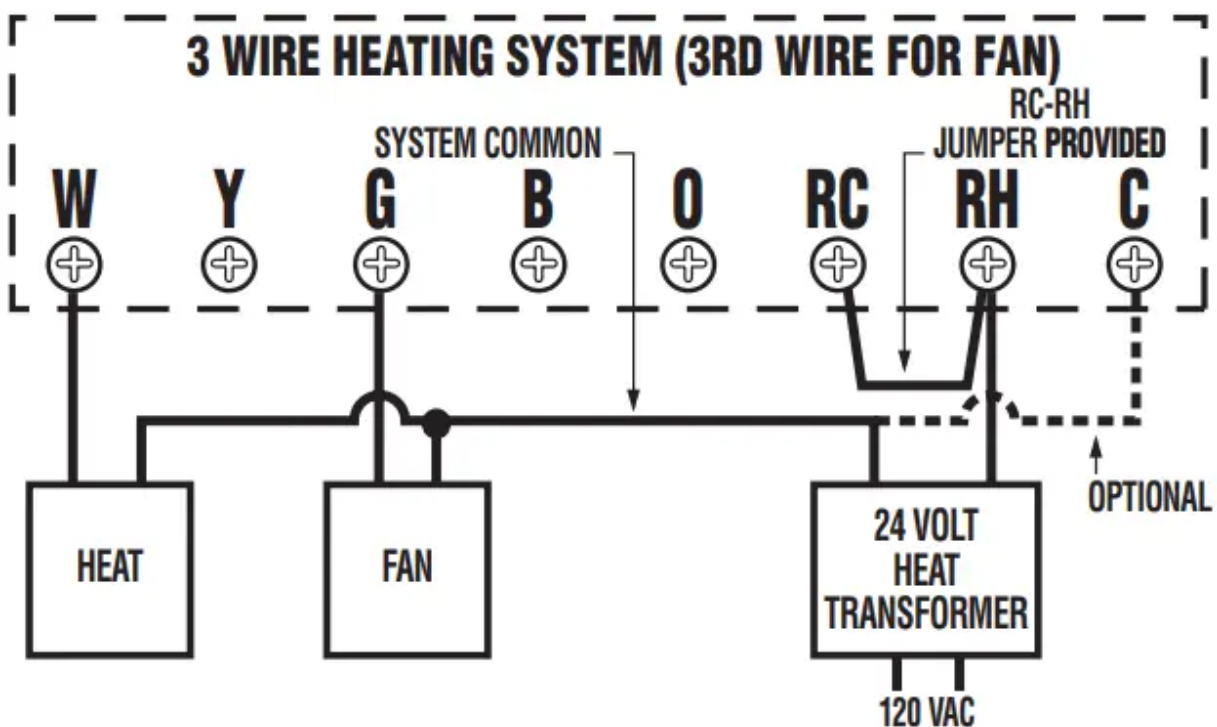 3 WIRE HEATING SYSTEM (3RD WIRE FOR FAN)
RC-RH
SYSTEM COMMON
JUMPER PROVIDED
W Y G B O RC RH C
OPTIONAL
HEAT
FAN
24 VOLT
HEAT
TRANSFORMER
120 VAC